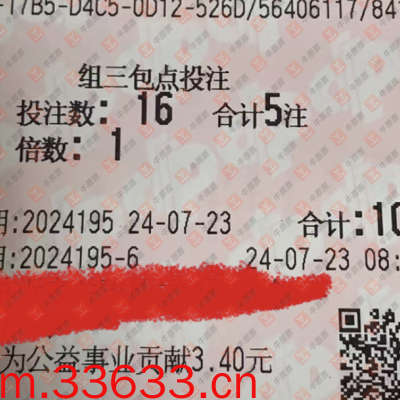 -17B5-D4C5-0D12-526D/56406117/841
组三包点投注
投注数: 16 合计5注
倍数: 1
期:2024195 24-07-23 合计:10
期:2024195-6 24-07-23 08:
为公益事业贡献3.40元
m.33633.cn